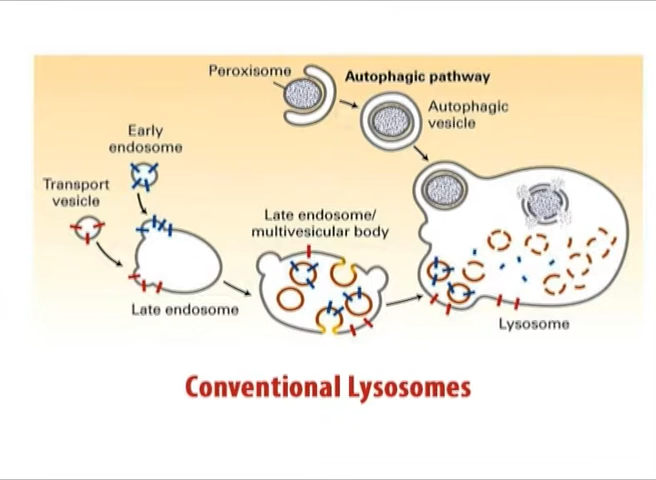 Peroxisome
Autophagic pathway
Autophagic
vesicle
Early
endosome
Transport
vesicle
Late endosome/
multivesicular body
Late endosome
Lysosome
Conventional Lysosomes